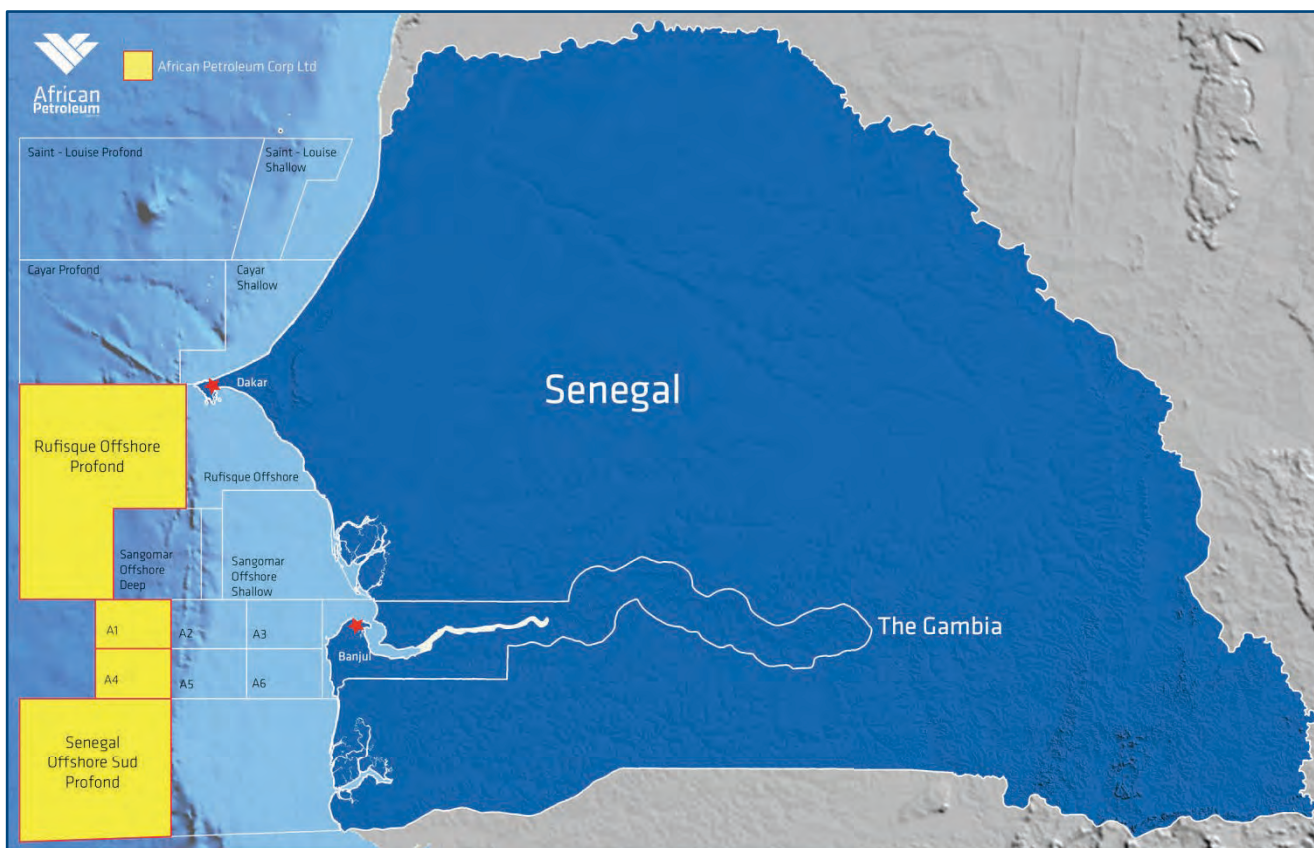 African
Petroleum
African Petroleum Corp Ltd
Saint - Louise Profond
Saint - Louise
Shallow
Cayar Profond
Cayar
Shallow
Dakar
Senegal
Rufisque Offshore
Profond
Rufisque Offshore
Sangomar
Offshore
Deep
Sangomar
Offshore
Shallow
A1
A2
A3
Banjul
The Gambia
A4
A5
A6
Senegal
Offshore Sud
Profond